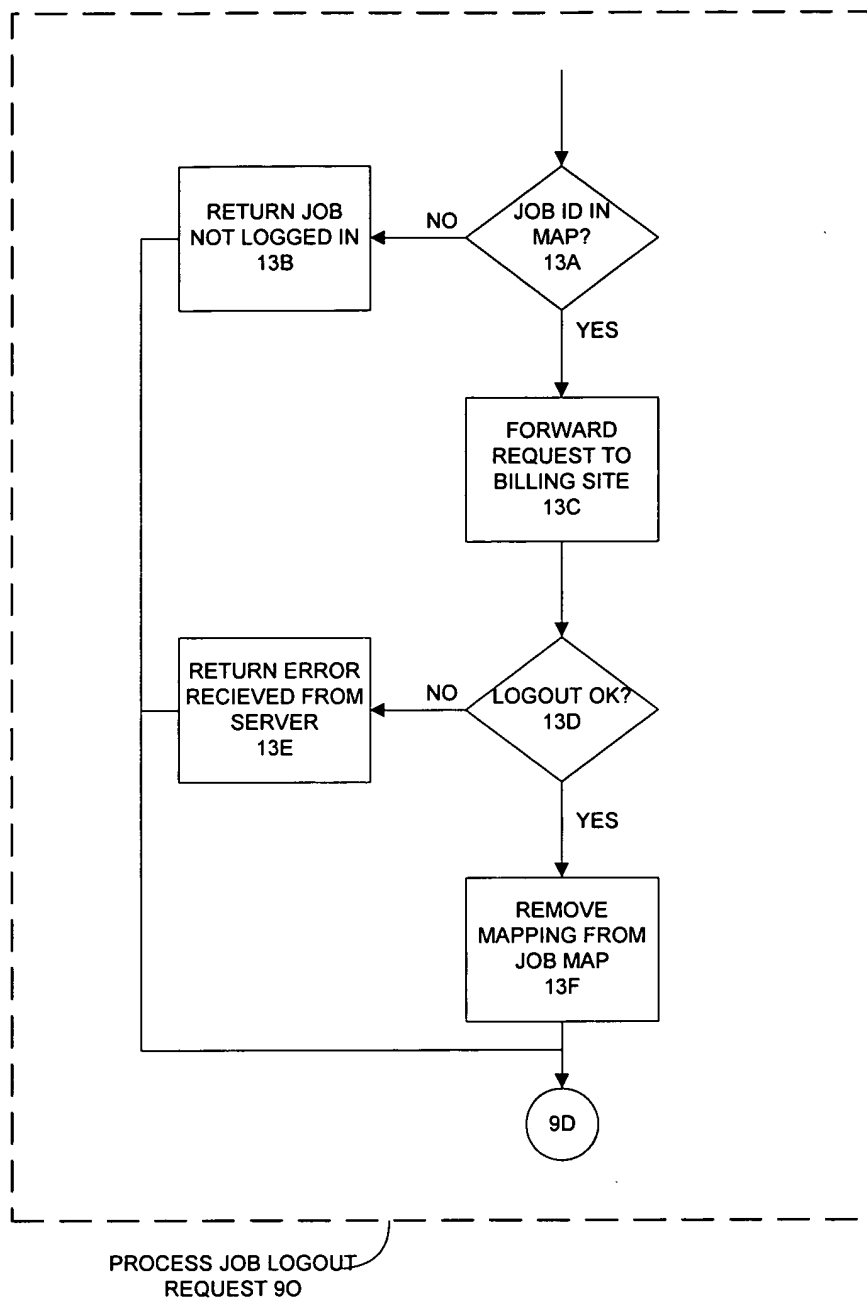 JOB ID IN
MAP?
13A
NO
RETURN JOB
NOT LOGGED IN
13B
YES
FORWARD
REQUEST TO
BILLING SITE
13C
LOGOUT OK?
13D
NO
RETURN ERROR
RECIEVED FROM
SERVER
13E
YES
REMOVE
MAPPING FROM
JOB MAP
13F
9D
PROCESS JOB LOGOUT
REQUEST 9O